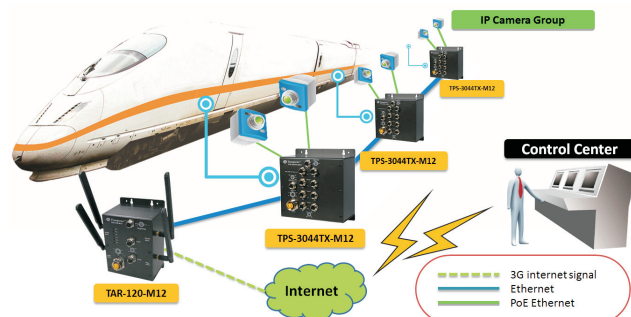 IP Camera Group
TPS-3044TX-M12
TPS-3044TX-M12
Control Center
TPS-3044TX-M12
Internet
TAR-120-M12
3G internet signal
Ethernet
PoE Ethernet